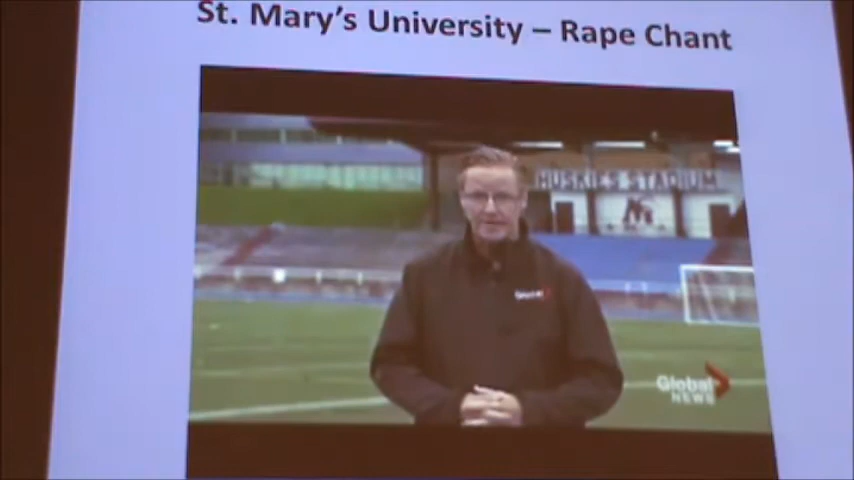 St. Mary's University – Rape Chant
HUSKIES STADIUM
Global
NEWS